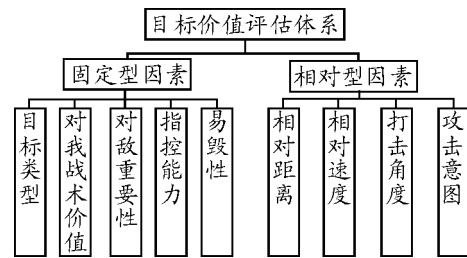 目标价值评估体系
固定型因素
相对型因素
目标类型
对我战术价值
对敌重要性
指控能力
易毁性
相对距离
相对速度
打击角度
攻击意图